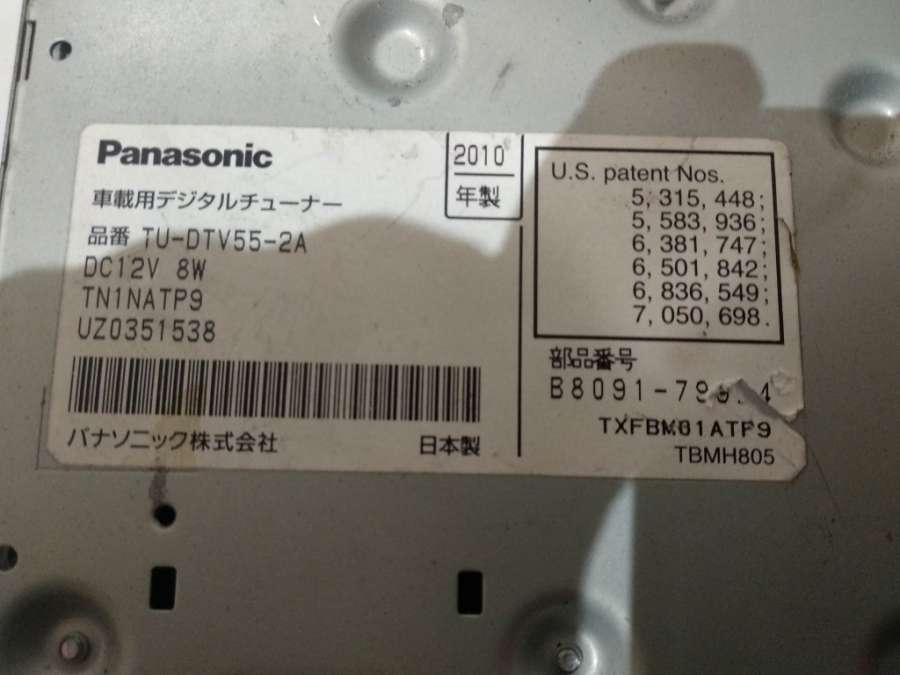 Panasonic
2010
年製
車載用デジタルチューナー
品番 TU-DTV55-2A
DC12V 8W
TN1NATP9
UZ0351538
パナソニック株式会社
日本製
U.S. patent Nos.
5, 315, 448;
5, 583, 936;
6, 381, 747;
6, 501, 842;
6, 836, 549;
7, 050, 698.
部品番号
TXFBM01ATP9
TBMH805